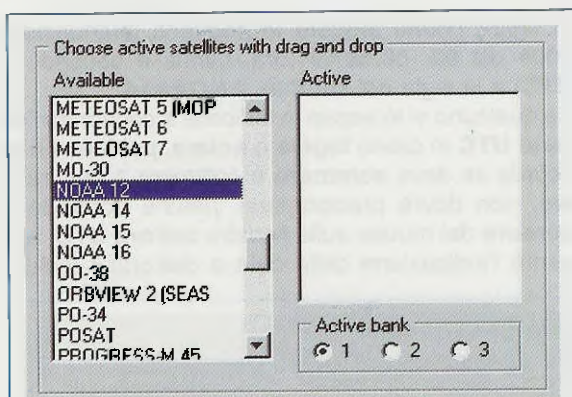 Choose active satellites with drag and drop
Available
Active
METEOSAT 5 (MOP
METEOSAT 6
METEOSAT 7
MO-30
NOAA 12
NOAA 14
NOAA 15
NOAA 16
OO-38
ORBVIEW 2 (SEAS
PO-34
POSAT
PROGRESS-M 45
Active bank
1 2 3